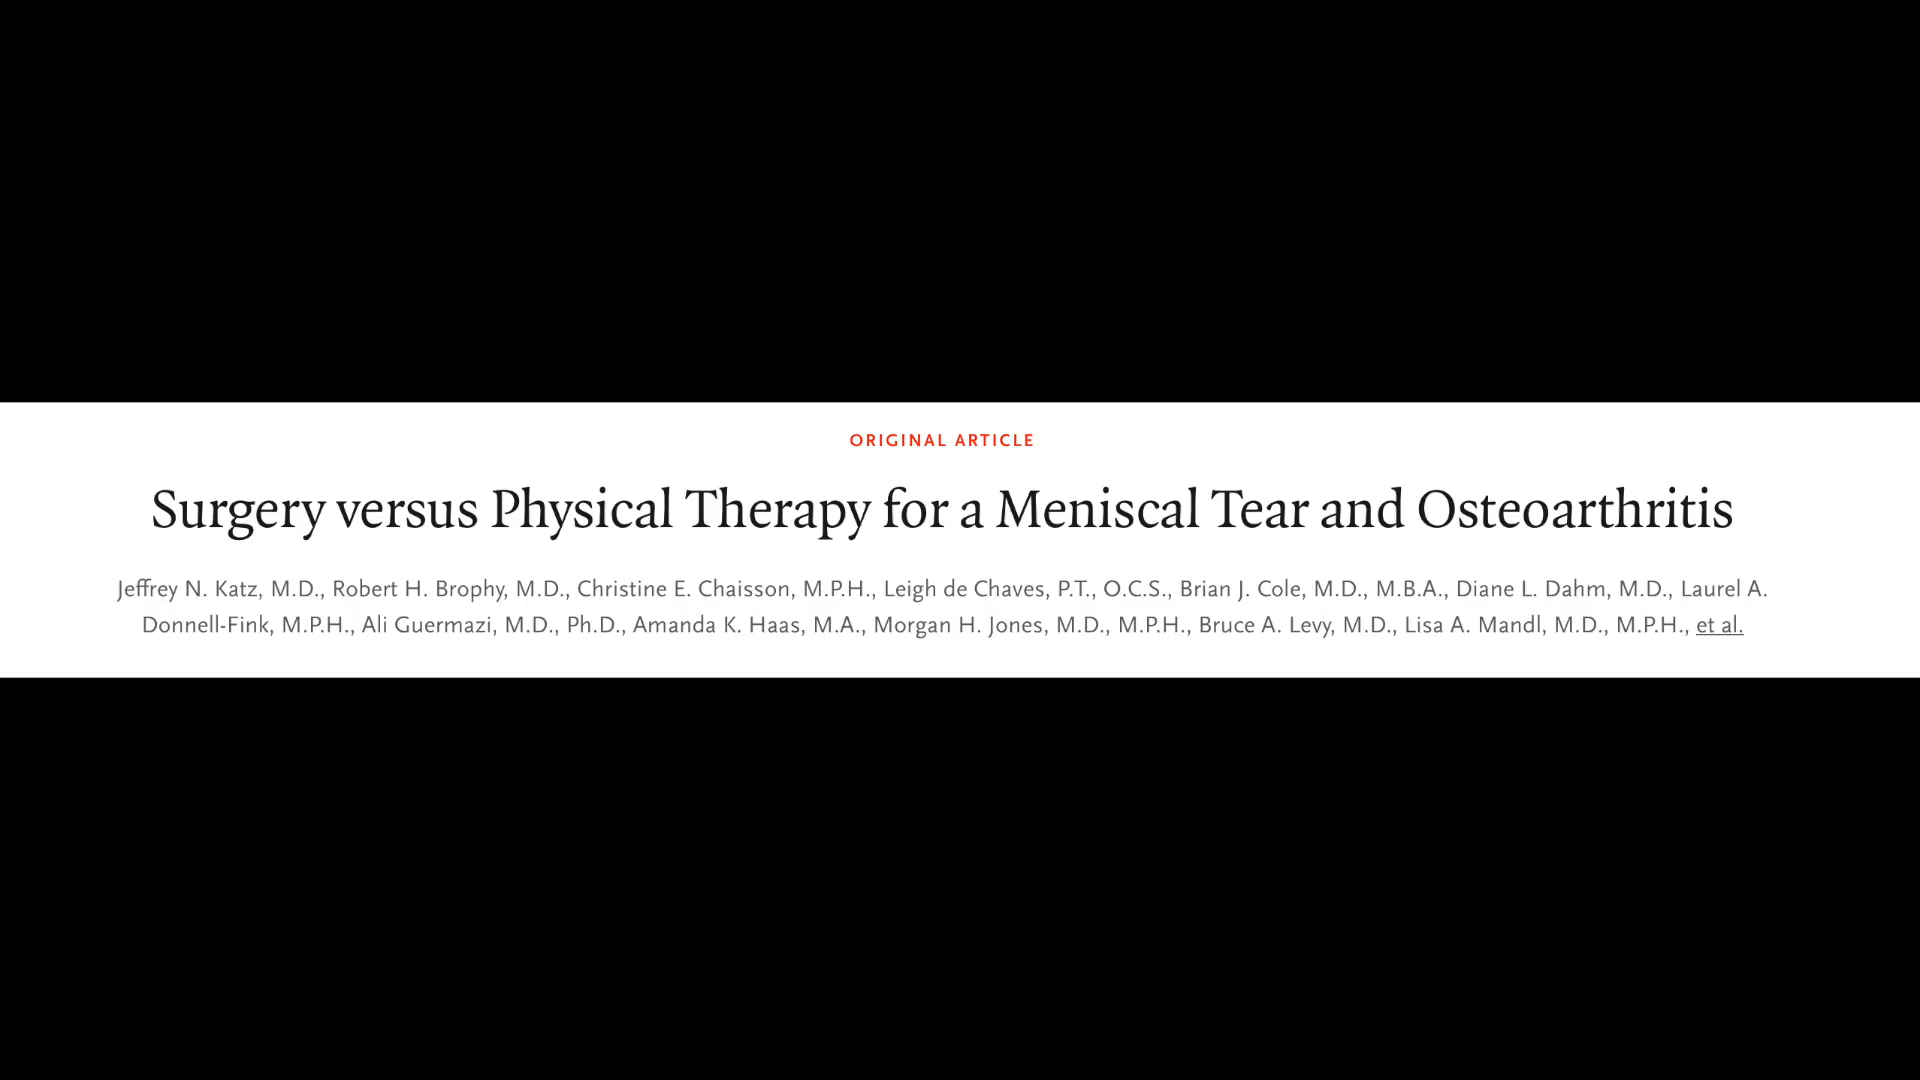 ORIGINAL ARTICLE
Surgery versus Physical Therapy for a Meniscal Tear and Osteoarthritis
Jeffrey N. Katz, M.D., Robert H. Brophy, M.D., Christine E. Chaisson, M.P.H., Leigh de Chaves, P.T., O.C.S., Brian J. Cole, M.D., M.B.A., Diane L. Dahm, M.D., Laurel A.
Donnell-Fink, M.P.H., Ali Guermazi, M.D., Ph.D., Amanda K. Haas, M.A., Morgan H. Jones, M.D., M.P.H., Bruce A. Levy, M.D., Lisa A. Mandl, M.D., M.P.H., et al.